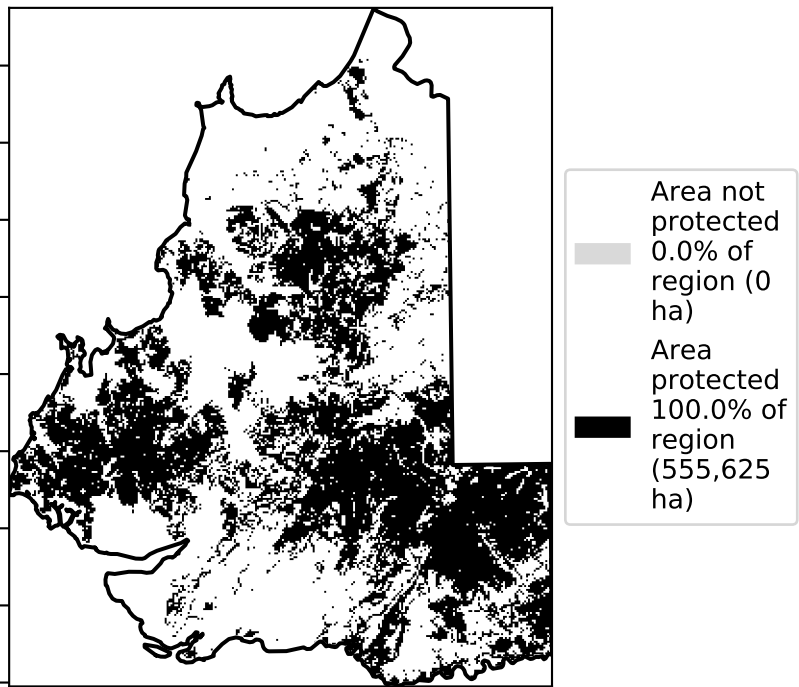 Area not
protected
0.0% of
region (0
ha)
Area
protected
100.0% of
region
(555,625
ha)